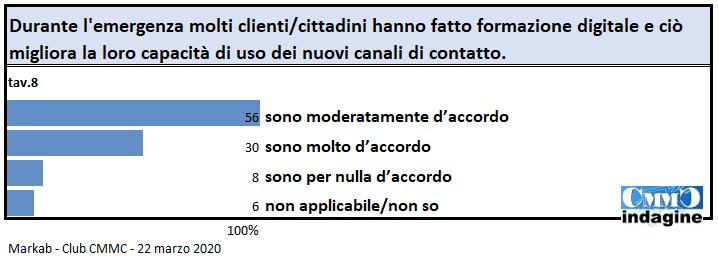 Durante l'emergenza molti clienti/cittadini hanno fatto formazione digitale e ciò
migliora la loro capacità di uso dei nuovi canali di contatto.
tav.8
56 sono moderatamente d’accordo
30 sono molto d’accordo
8 sono per nulla d’accordo
6 non applicabile/non so
100%
CMMC
indagine
Markab - Club CMMC - 22 marzo 2020